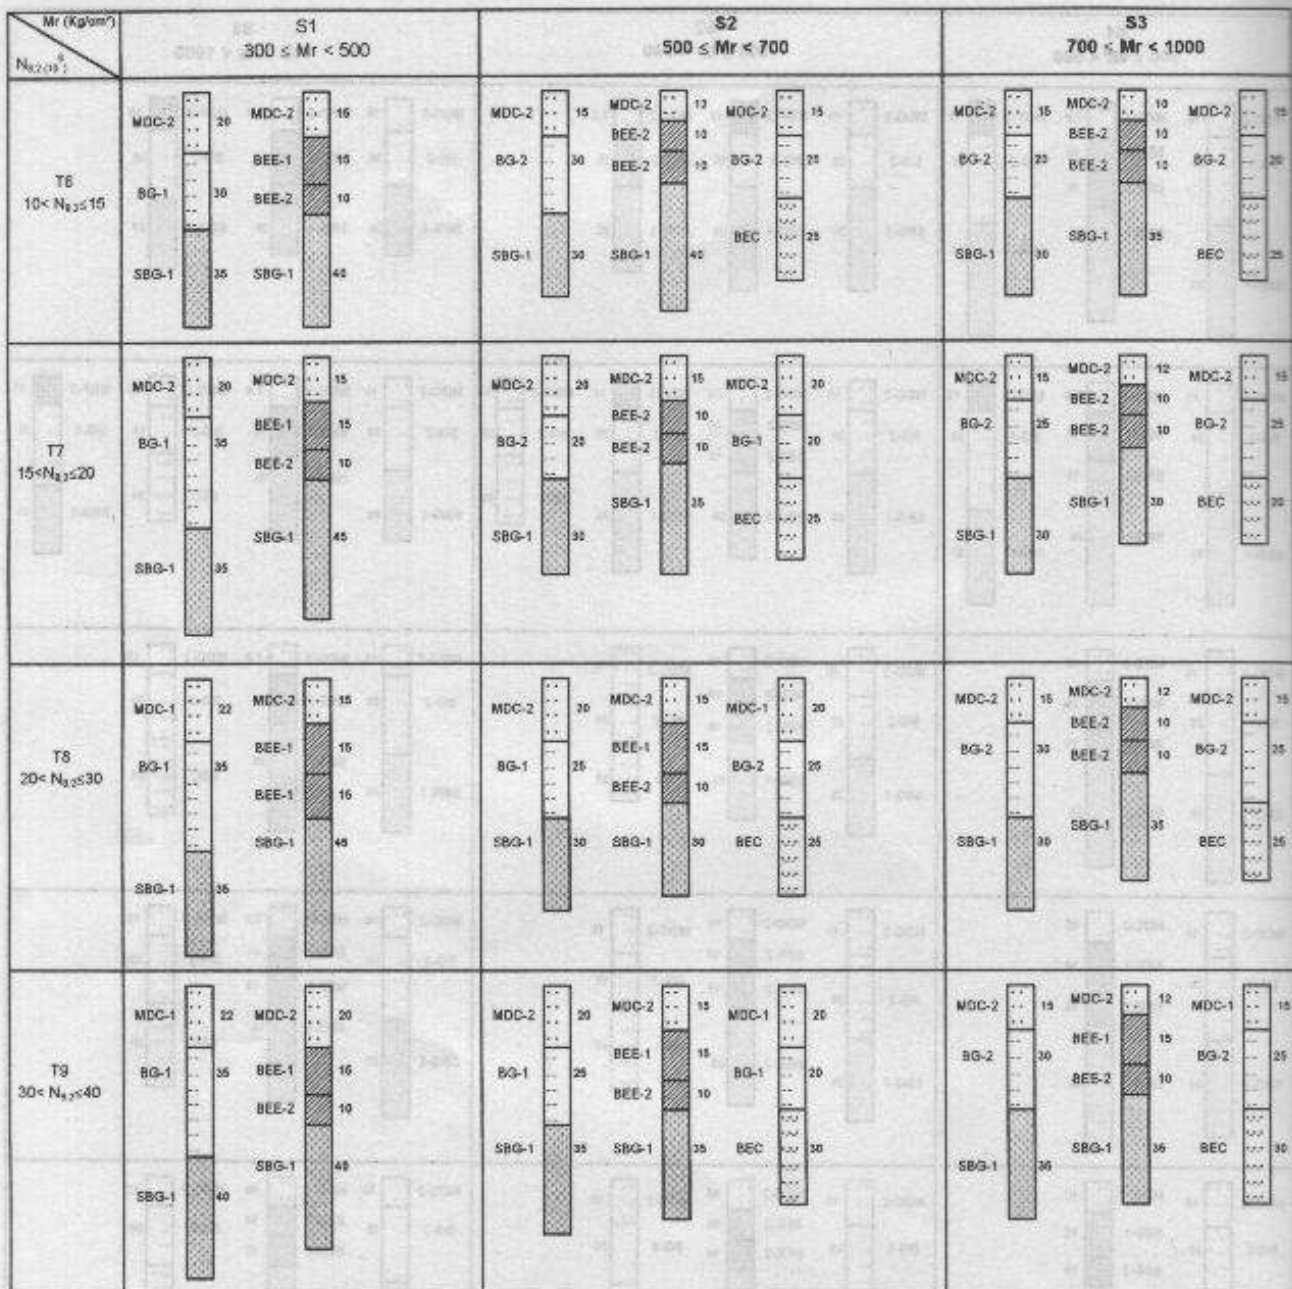 Mr (Kg/cm²)
N8.2(10⁶)
S1
300 ≤ Mr < 500
S2
500 ≤ Mr < 700
S3
700 ≤ Mr < 1000
T6
10< N8.2≤15
MDC-2 20
BG-1 30
SBG-1 35
MDC-2 15
BEE-1 15
BEE-2 10
SBG-1 40
MDC-2 15
BG-2 30
SBG-1 30
MDC-2 13
BEE-2 10
BEE-2 10
SBG-1 40
MDC-2 15
BG-2 25
BEC 25
MDC-2 15
BG-2 25
SBG-1 30
MDC-2 10
BEE-2 10
BEE-2 10
SBG-1 35
MDC-2 15
BG-2 20
BEC 25
T7
15<N8.2≤20
MDC-2 20
BG-1 35
SBG-1 35
MDC-2 15
BEE-1 15
BEE-2 10
SBG-1 45
MDC-2 20
BG-2 25
SBG-1 30
MDC-2 15
BEE-2 10
BEE-2 10
SBG-1 35
MDC-2 20
BG-1 20
BEC 25
MDC-2 15
BG-2 25
SBG-1 30
MDC-2 12
BEE-2 10
BEE-2 10
SBG-1 30
MDC-2 15
BG-2
BEC 20
T8
20< N8.2≤30
MDC-1 22
BG-1 35
SBG-1 35
MDC-2 15
BEE-1 15
BEE-1 15
SBG-1 45
MDC-2 20
BG-1 25
SBG-1 30
MDC-2 15
BEE-1 15
BEE-2 10
SBG-1 30
MDC-1 20
BG-2 25
BEC 25
MDC-2 15
BG-2 30
SBG-1 30
MDC-2 12
BEE-2 10
BEE-2 10
SBG-1 35
MDC-2 15
BG-2 25
BEC 25
T9
30< N8.2≤40
MDC-1 22
BG-1 35
SBG-1 40
MDC-2 20
BEE-1 15
BEE-2 10
SBG-1 40
MDC-2 20
BG-1 25
SBG-1 35
MDC-2 15
BEE-1 15
BEE-2 10
SBG-1 35
MDC-1 20
BG-1 20
BEC 30
MDC-2 15
BG-2 30
SBG-1 35
MDC-2 12
BEE-1 15
BEE-2 10
SBG-1 35
MDC-1 15
BG-2 25
BEC 30